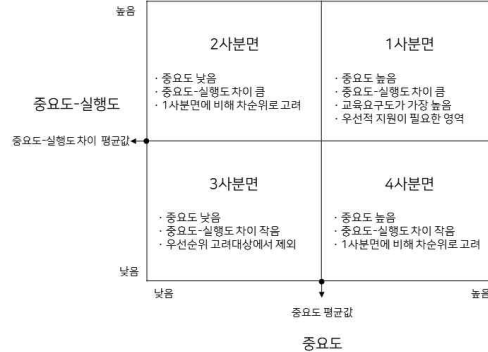 높음
2사분면
· 중요도 낮음
· 중요도-실행도 차이 큼
· 1사분면에 비해 차순위로 고려
1사분면
· 중요도 높음
· 중요도-실행도 차이 큼
· 교육요구도가 가장 높음
· 우선적 지원이 필요한 영역
중요도-실행도
중요도-실행도 차이 평균값
3사분면
· 중요도 낮음
· 중요도-실행도 차이 작음
· 우선순위 고려대상에서 제외
4사분면
· 중요도 높음
· 중요도-실행도 차이 작음
· 1사분면에 비해 차순위로 고려
낮음
낮음
높음
중요도 평균값
중요도